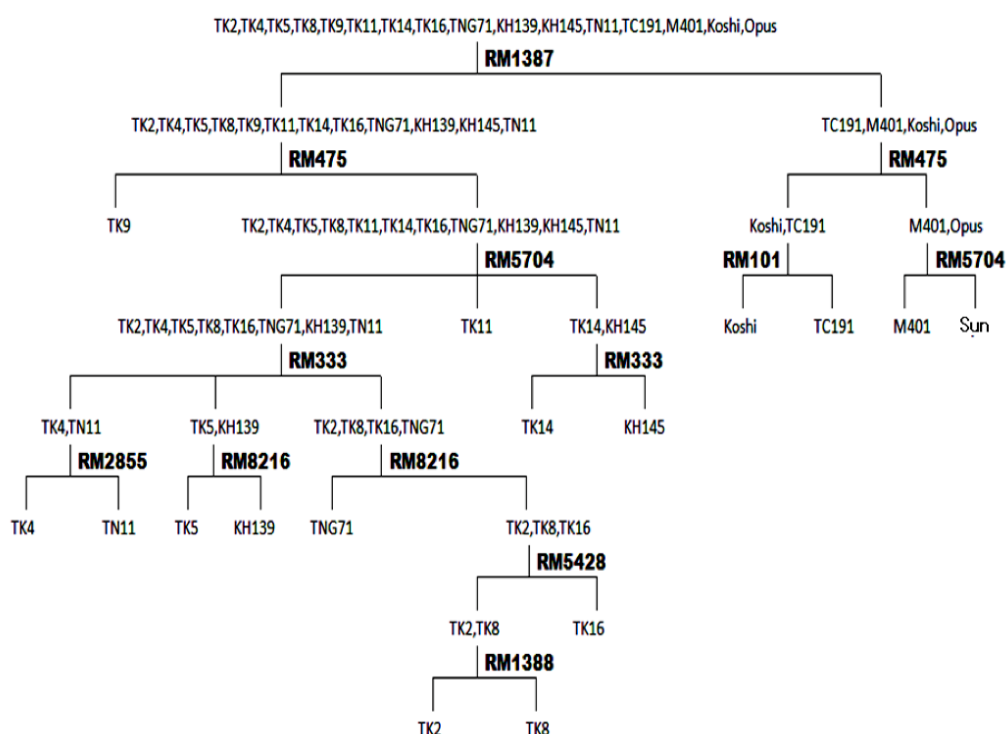 TK2,TK4,TK5,TK8,TK9,TK11,TK14,TK16,TNG71,KH139,KH145,TN11,TC191,M401,Koshi,Opus
RM1387
TK2,TK4,TK5,TK8,TK9,TK11,TK14,TK16,TNG71,KH139,KH145,TN11 TC191,M401,Koshi,Opus
RM475 RM475
TK9 TK2,TK4,TK5,TK8,TK11,TK14,TK16,TNG71,KH139,KH145,TN11 Koshi,TC191 M401,Opus
RM5704 RM101 RM5704
TK2,TK4,TK5,TK8,TK16,TNG71,KH139,TN11 TK11 TK14,KH145 Koshi TC191 M401 Sun
RM333 RM333
TK4,TN11 TK5,KH139 TK2,TK8,TK16,TNG71 TK14 KH145
RM2855 RM8216 RM8216
TK4 TN11 TK5 KH139 TNG71 TK2,TK8,TK16
RM5428
TK2,TK8 TK16
RM1388
TK2 TK8